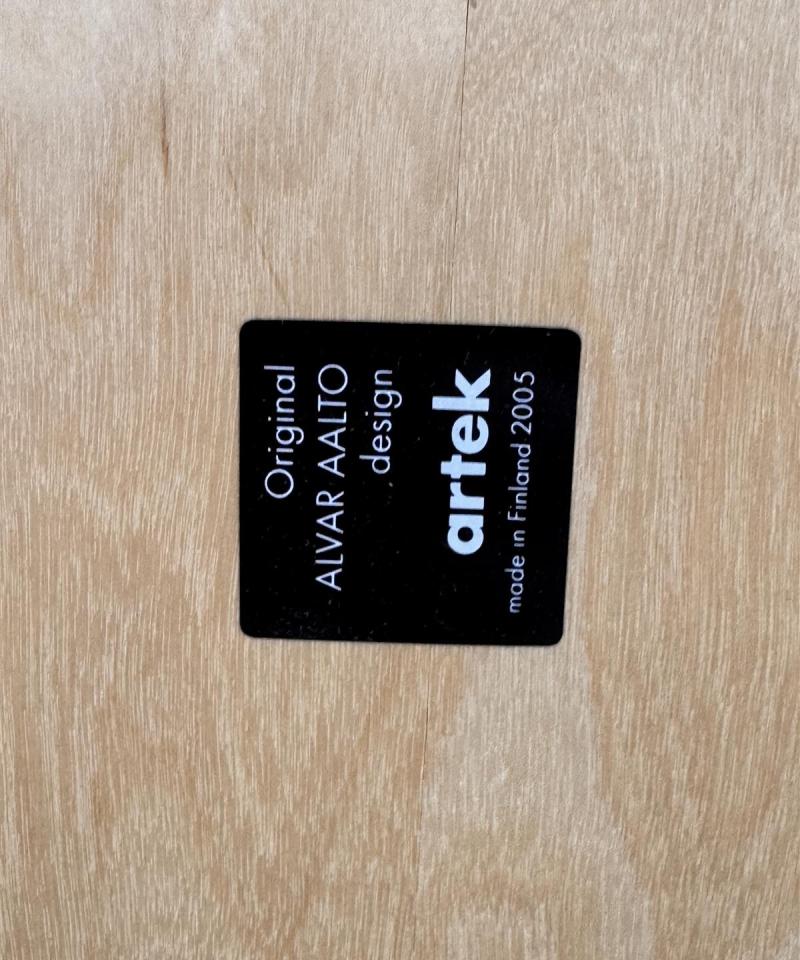 Original
ALVAR AALTO
design
artek
made in Finland 2005